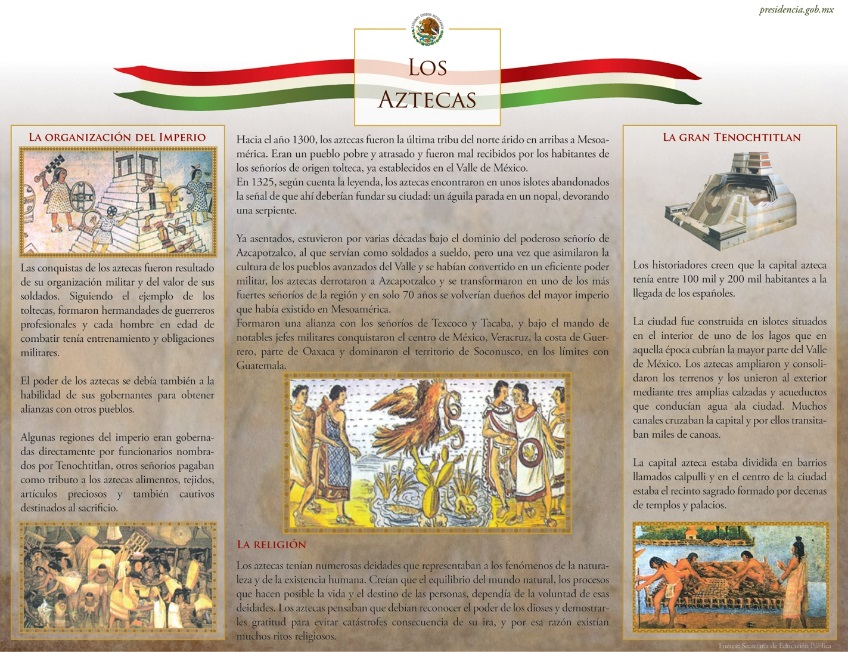 presidencia.gob.mx
Los
Aztecas
La organización del Imperio
Las conquistas de los aztecas fueron resultado
de su organización militar y del valor de sus
soldados. Siguiendo el ejemplo de los
toltecas, formaron hermandades de guerreros
profesionales y cada hombre en edad de
combatir tenía entrenamiento y obligaciones
militares.
El poder de los aztecas se debía también a la
habilidad de sus gobernantes para obtener
alianzas con otros pueblos.
Algunas regiones del imperio eran goberna-
das directamente por funcionarios nombra-
dos por Tenochtitlan, otros señoríos pagaban
como tributo a los aztecas alimentos, tejidos,
artículos preciosos y también cautivos
destinados al sacrificio.
Hacia el año 1300, los aztecas fueron la última tribu del norte árido en arribas a Mesoa-
mérica. Eran un pueblo pobre y atrasado y fueron mal recibidos por los habitantes de
los señoríos de origen tolteca, ya establecidos en el Valle de México.
En 1325, según cuenta la leyenda, los aztecas encontraron en unos islotes abandonados
la señal de que ahí deberían fundar su ciudad: un águila parada en un nopal, devorando
una serpiente.
Ya asentados, estuvieron por varias décadas bajo el dominio del poderoso señorío de
Azcapotzalco, al que servían como soldados a sueldo, pero una vez que asimilaron la
cultura de los pueblos avanzados del Valle y se habían convertido en un eficiente poder
militar, los aztecas derrotaron a Azcapotzalco y se transformaron en uno de los más
fuertes señoríos de la región y en solo 70 años se volverían dueños del mayor imperio
que había existido en Mesoamérica.
Formaron una alianza con los señoríos de Texcoco y Tacaba, y bajo el mando de
notables jefes militares conquistaron el centro de México, Veracruz, la costa de Guer-
rero, parte de Oaxaca y dominaron el territorio de Soconusco, en los límites con
Guatemala.
La religión
Los aztecas tenían numerosas deidades que representaban a los fenómenos de la natura-
leza y de la existencia humana. Creían que el equilibrio del mundo natural, los procesos
que hacen posible la vida y el destino de las personas, dependía de la voluntad de esas
deidades. Los aztecas pensaban que debían reconocer el poder de los dioses y demostrar-
les gratitud para evitar catástrofes consecuencia de su ira, y por esa razón existían
muchos ritos religiosos.
La gran Tenochtitlan
Los historiadores creen que la capital azteca
tenía entre 100 mil y 200 mil habitantes a la
llegada de los españoles.
La ciudad fue construida en islotes situados
en el interior de uno de los lagos que en
aquella época cubrían la mayor parte del Valle
de México. Los aztecas ampliaron y consoli-
daron los terrenos y los unieron al exterior
mediante tres amplias calzadas y acueductos
que conducían agua ala ciudad. Muchos
canales cruzaban la capital y por ellos transita-
ban miles de canoas.
La capital azteca estaba dividida en barrios
llamados calpulli y en el centro de la ciudad
estaba el recinto sagrado formado por decenas
de templos y palacios.
Fuente: Secretaría de Educación Pública